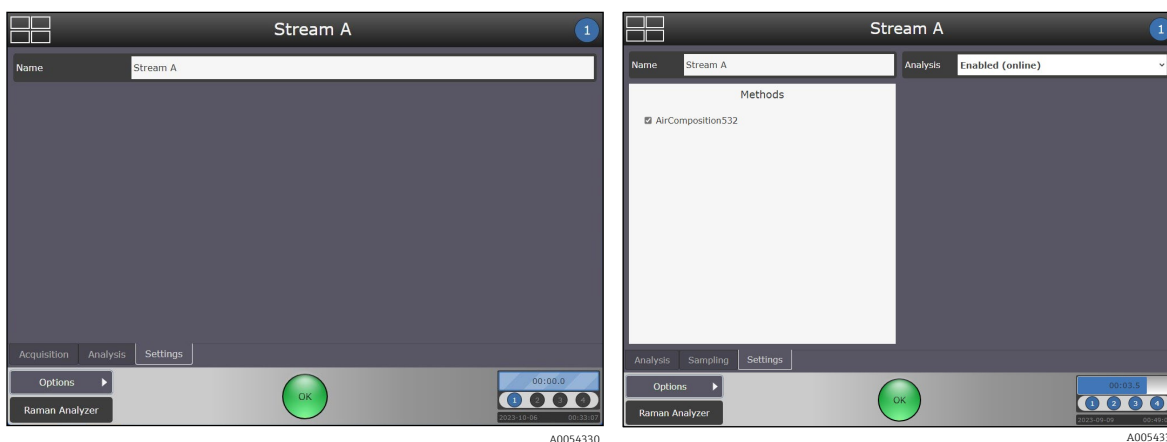 Stream A
1
Name Stream A
Acquisition Analysis Settings
Options
Raman Analyzer
OK
00:00.0
1 2 3 4
2023-10-06 00:33:07
A0054330
Stream A
1
Name Stream A
Analysis Enabled (online)
Methods
AirComposition532
Analysis Sampling Settings
Options
Raman Analyzer
OK
00:03.5
1 2 3 4
2023-09-09